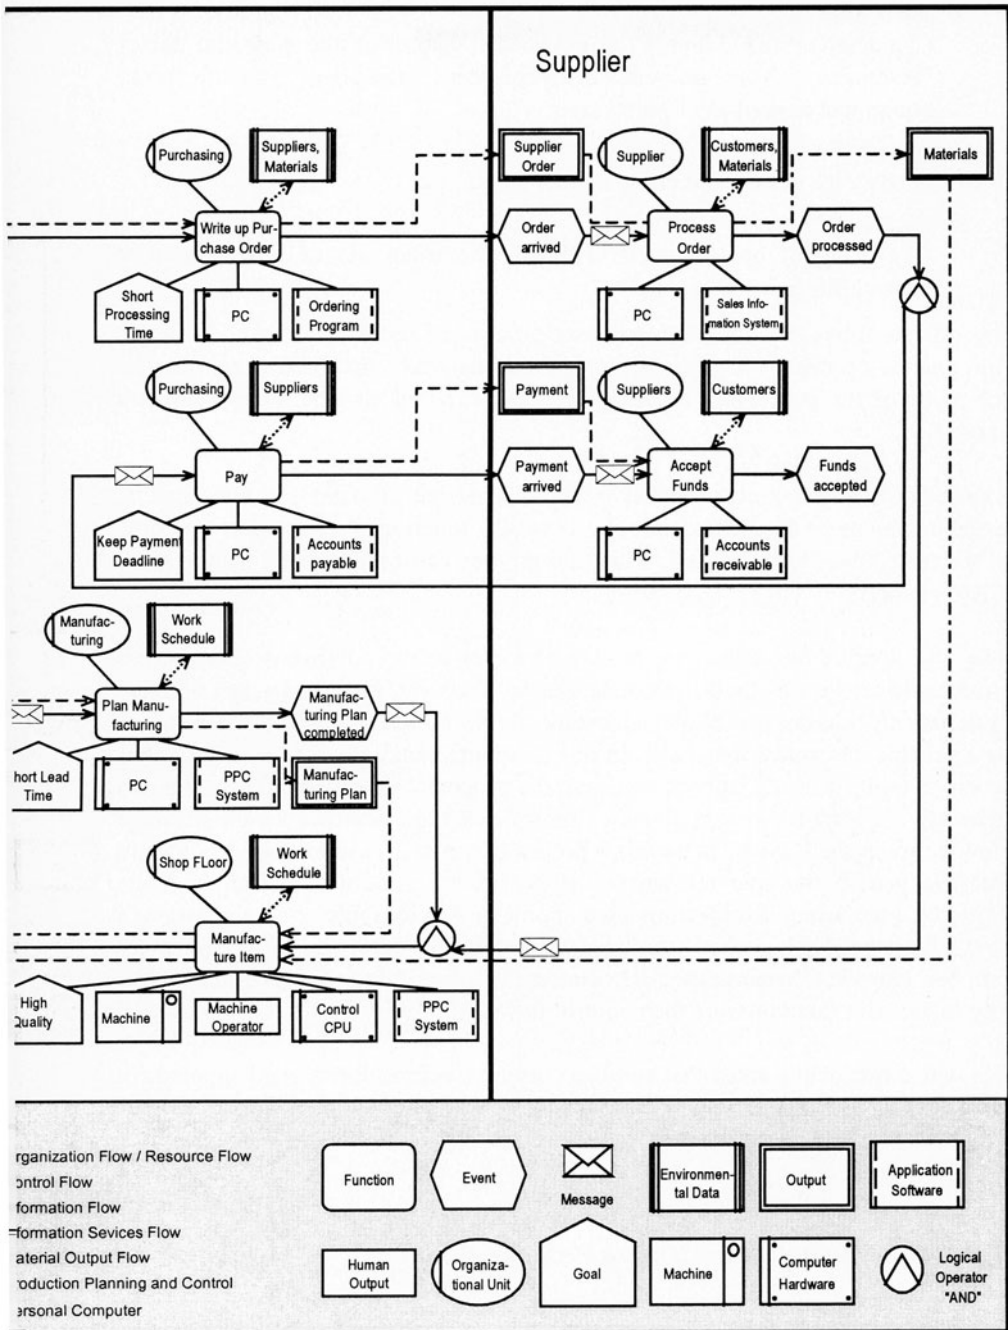 Supplier
Purchasing
Suppliers,
Materials
Supplier
Order
Supplier
Customers,
Materials
Materials
Write up Pur-
chase Order
Order
arrived
Process
Order
Order
processed
Short
Processing
Time
PC
Ordering
Program
PC
Sales Info-
mation System
Purchasing
Suppliers
Payment
Suppliers
Customers
Pay
Payment
arrived
Accept
Funds
Funds
accepted
Keep Payment
Deadline
PC
Accounts
payable
PC
Accounts
receivable
Manufac-
turing
Work
Schedule
Plan Manu-
facturing
Manufac-
turing Plan
completed
hort Lead
Time
PC
PPC
System
Manufac-
turing Plan
Shop FLoor
Work
Schedule
Manufac-
ture Item
High
Quality
Machine
Machine
Operator
Control
CPU
PPC
System
rganization Flow / Resource Flow
ontrol Flow
formation Flow
formation Sevices Flow
aterial Output Flow
roduction Planning and Control
ersonal Computer
Function
Event
Message
Environmen-
tal Data
Output
Application
Software
Human
Output
Organiza-
tional Unit
Goal
Machine
Computer
Hardware
Logical
Operator
"AND"